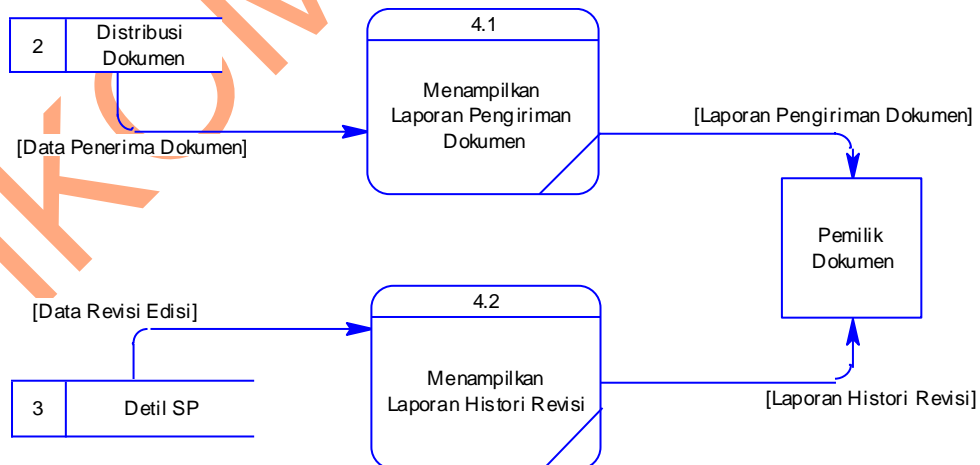 2
Distribusi
Dokumen
[Data Penerima Dokumen]
4.1
Menampilkan
Laporan Pengiriman
Dokumen
[Laporan Pengiriman Dokumen]
Pemilik
Dokumen
[Data Revisi Edisi]
3
Detil SP
4.2
Menampilkan
Laporan Histori Revisi
[Laporan Histori Revisi]